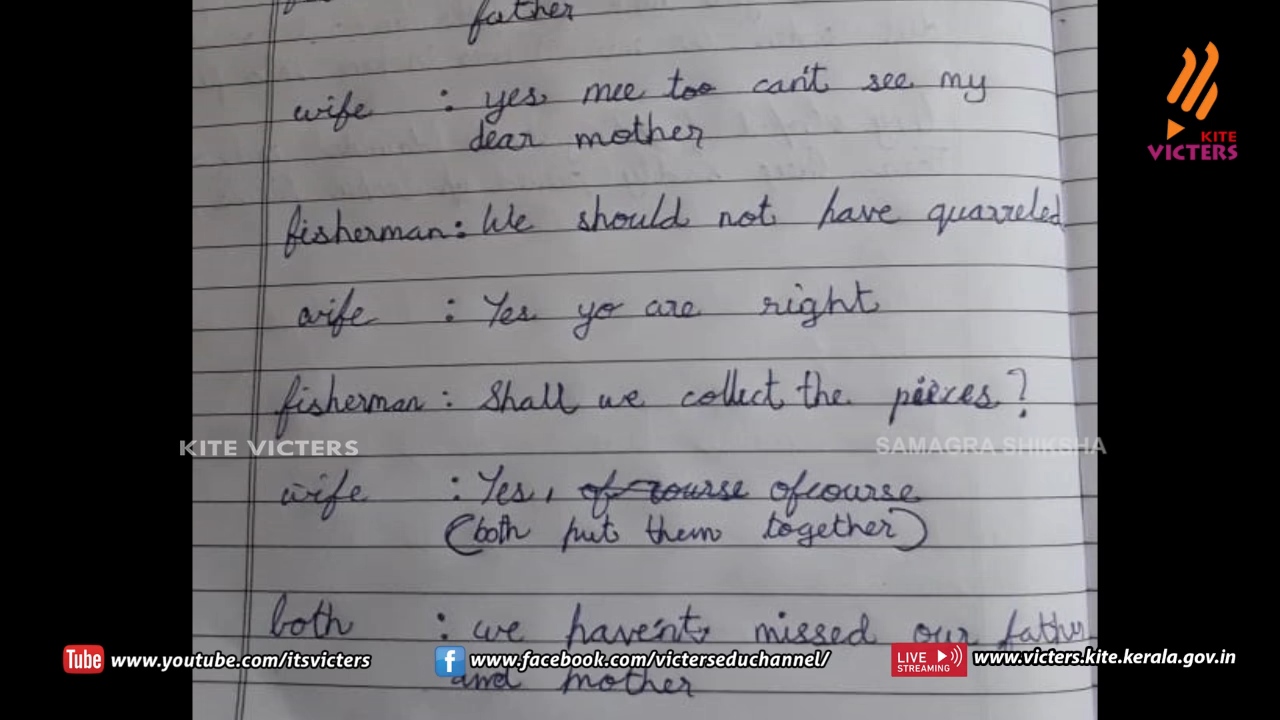 father
wife : yes mee too can't see my
dear mother
fisherman: We should not have quarreled
wife : Yes yo are right
fisherman : Shall we collect the pieces?
KITE VICTERS
SAMAGRA SHIKSHA
wife : Yes, of course ofcourse
(both put them together)
both : we haven't, missed our father
and mother
KITE
VICTERS
You Tube www.youtube.com/itsvicters
f www.facebook.com/victerseduchannel/
LIVE STREAMING www.victers.kite.kerala.gov.in